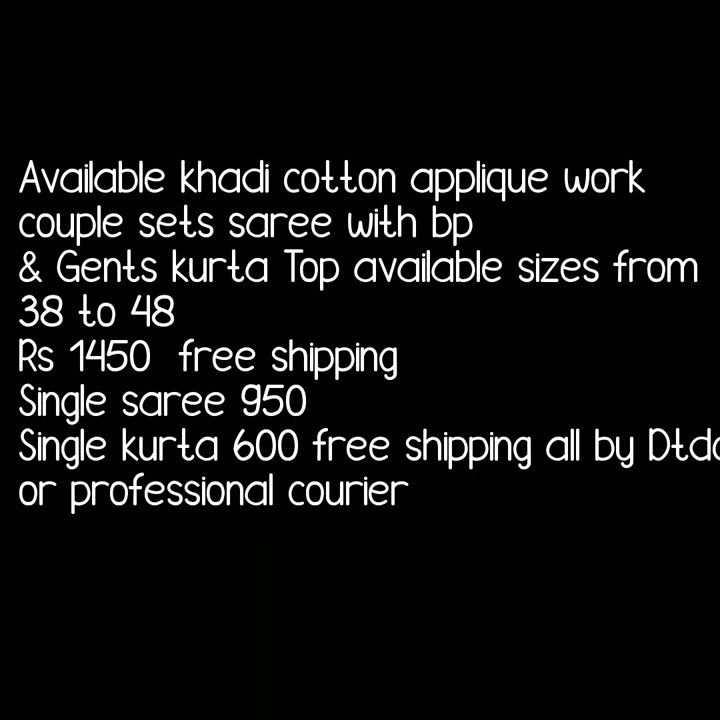 Available khadi cotton applique work
couple sets saree with bp
& Gents kurta Top available sizes from
38 to 48
Rs 1450  free shipping
Single saree 950
Single kurta 600 free shipping all by
or professional courier